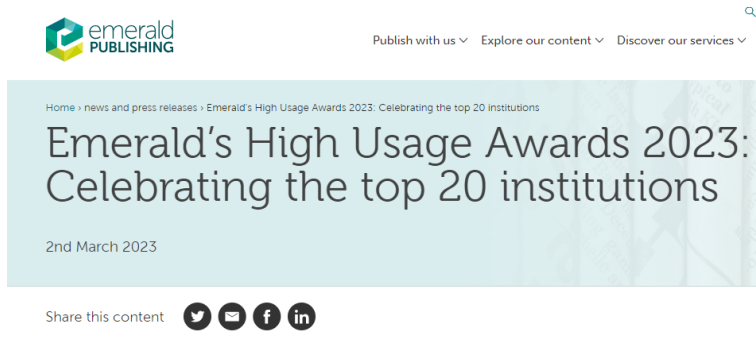 emerald
PUBLISHING
Publish with us Explore our content Discover our services
Home › news and press releases › Emerald's High Usage Awards 2023: Celebrating the top 20 institutions
Emerald’s High Usage Awards 2023:
Celebrating the top 20 institutions
2nd March 2023
Share this content